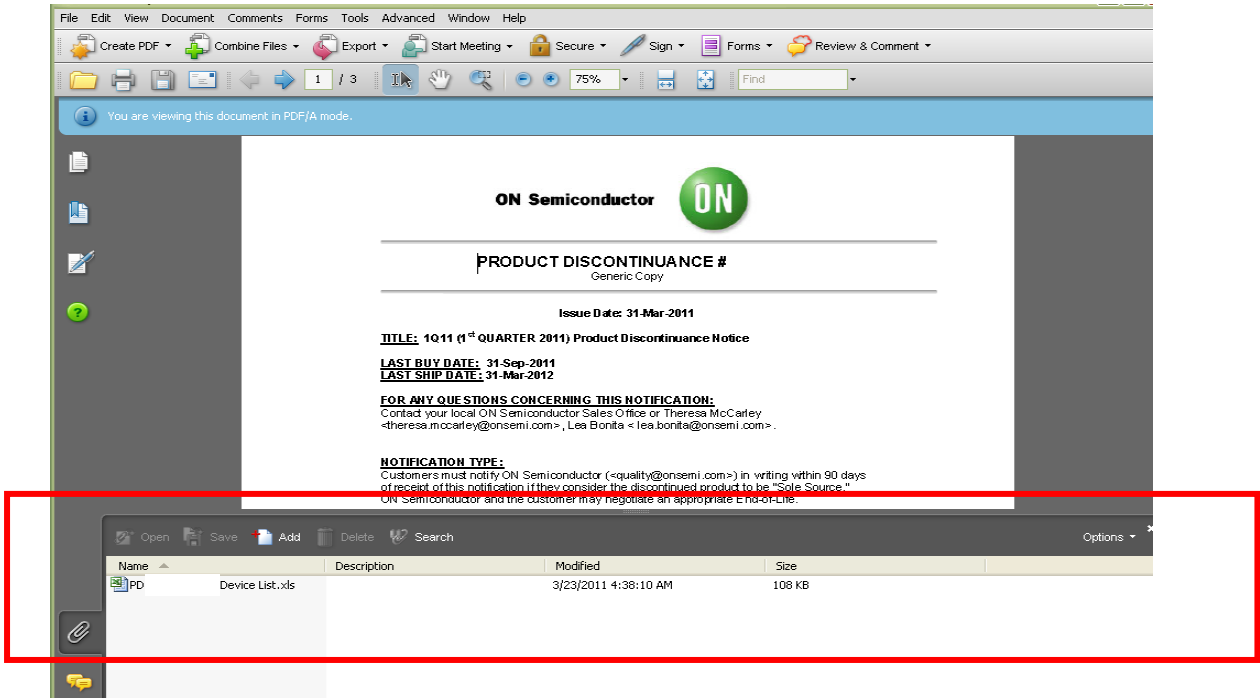 File Edit View Document Comments Forms Tools Advanced Window Help
Create PDF Combine Files Export Start Meeting Secure Sign Forms Review & Comment
1 / 3 75% Find
You are viewing this document in PDF/A mode.
ON Semiconductor ON
PRODUCT DISCONTINUANCE #
Generic Copy
Issue Date: 31-Mar-2011
TITLE: 1Q11 (1st QUARTER 2011) Product Discontinuance Notice
LAST BUY DATE: 31-Sep-2011
LAST SHIP DATE: 31-Mar-2012
FOR ANY QUESTIONS CONCERNING THIS NOTIFICATION:
Contact your local ON Semiconductor Sales Office or Theresa McCarley
<theresa.mccarley@onsemi.com>, Lea Bonita < lea.bonita@onsemi.com>.
NOTIFICATION TYPE:
Customers must notify ON Semiconductor (<quality@onsemi.com>) in writing within 90 days
of receipt of this notification if they consider the discontinued product to be "Sole Source."
ON Semiconductor and the customer may negotiate an appropriate End-of-Life.
Open Save Add Delete Search Options
Name Description Modified Size
PD Device List.xls 3/23/2011 4:38:10 AM 108 KB